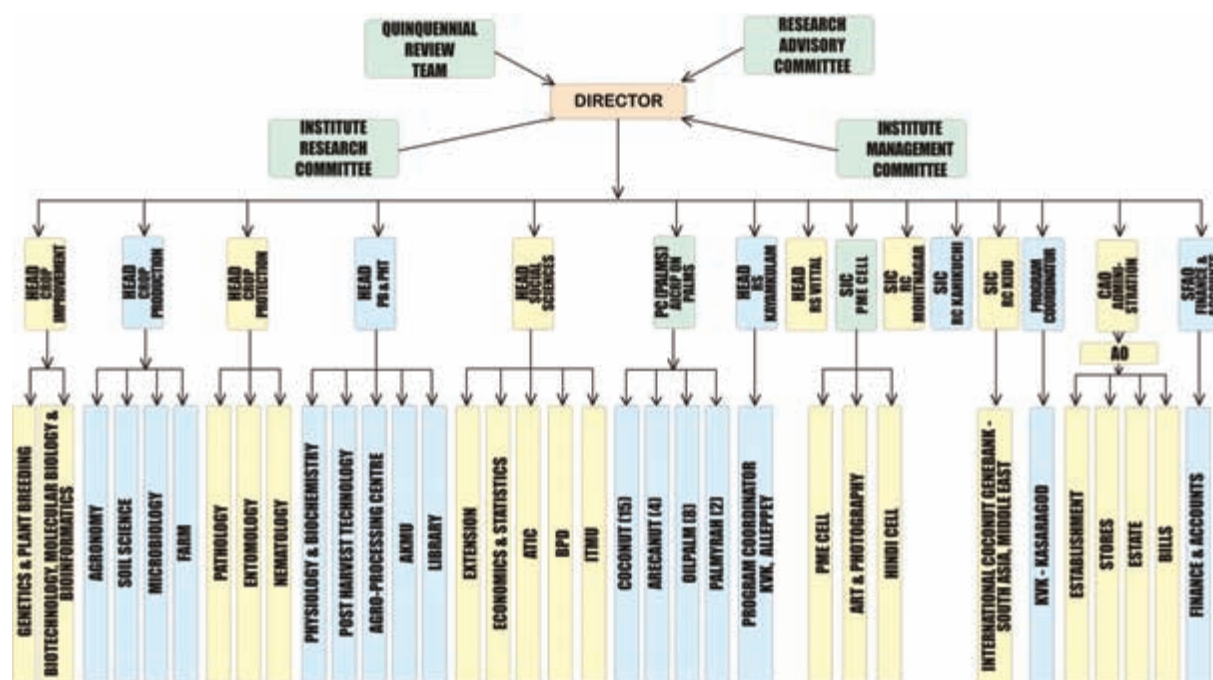 QUINQUENNIAL
REVIEW
TEAM
RESEARCH
ADVISORY
COMMITTEE
DIRECTOR
INSTITUTE
RESEARCH
COMMITTEE
INSTITUTE
MANAGEMENT
COMMITTEE
HEAD
CROP
IMPROVEMENT
HEAD
CROP
PRODUCTION
HEAD
CROP
PROTECTION
HEAD
PB & PHT
HEAD
SOCIAL
SCIENCES
PC (PALMS)
AICRP ON
PALMS
HEAD
RS
KAYAMKULAM
HEAD
RS VITTAL
SIC
PME CELL
SIC
RC
MOHITNAGAR
SIC
RC KAHIKUCHI
SIC
RC KIDU
PROGRAM
COORDINATOR
CAO
ADMINI-
STRATION
SFAO
FINANCE &
AO
GENETICS & PLANT BREEDING
BIOTECHNOLOGY, MOLECULAR BIOLOGY &
BIOINFORMATICS
AGRONOMY
SOIL SCIENCE
MICROBIOLOGY
FARM
PATHOLOGY
ENTOMOLOGY
NEMATOLOGY
PHYSIOLOGY & BIOCHEMISTRY
POST HARVEST TECHNOLOGY
AGRO-PROCESSING CENTRE
AKMU
LIBRARY
EXTENSION
ECONOMICS & STATISTICS
ATIC
BPD
ITMU
COCONUT (15)
ARECANUT (4)
OILPALM (8)
PALMYRAH (2)
PROGRAM COORDINATOR
KVK, ALLEPPEY
PME CELL
ART & PHOTOGRAPHY
HINDI CELL
INTERNATIONAL COCONUT GENEBANK -
SOUTH ASIA, MIDDLE EAST
KVK - KASARAGOD
ESTABLISHMENT
STORES
ESTATE
BILLS
FINANCE & ACCOUNTS